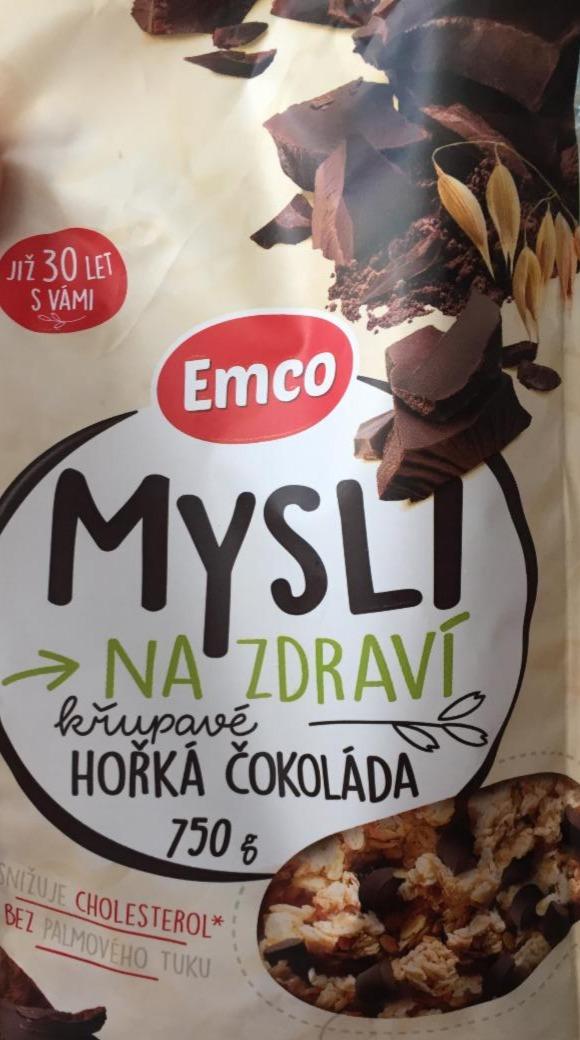 JIŽ 30 LET
S VÁMI
Emco
MYSLI
NA ZDRAVÍ
křupavé
HOŘKÁ ČOKOLÁDA
750 g
SNIŽUJE CHOLESTEROL*
BEZ PALMOVÉHO TUKU